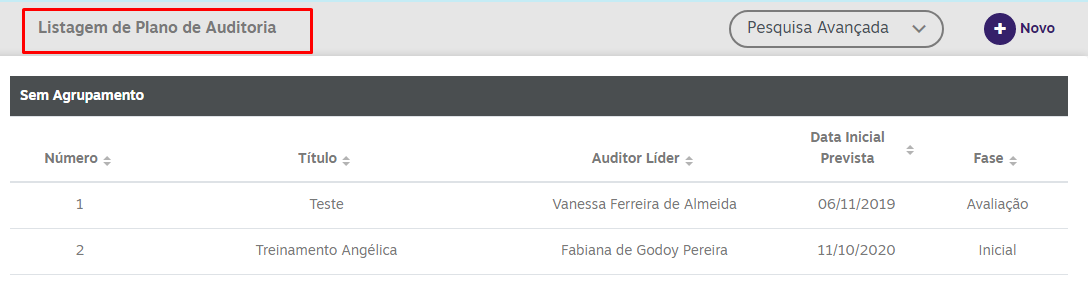 Listagem de Plano de Auditoria
Pesquisa Avançada
Novo
Sem Agrupamento
Número Título Auditor Líder Data Inicial Prevista Fase
1 Teste Vanessa Ferreira de Almeida 06/11/2019 Avaliação
2 Treinamento Angélica Fabiana de Godoy Pereira 11/10/2020 Inicial